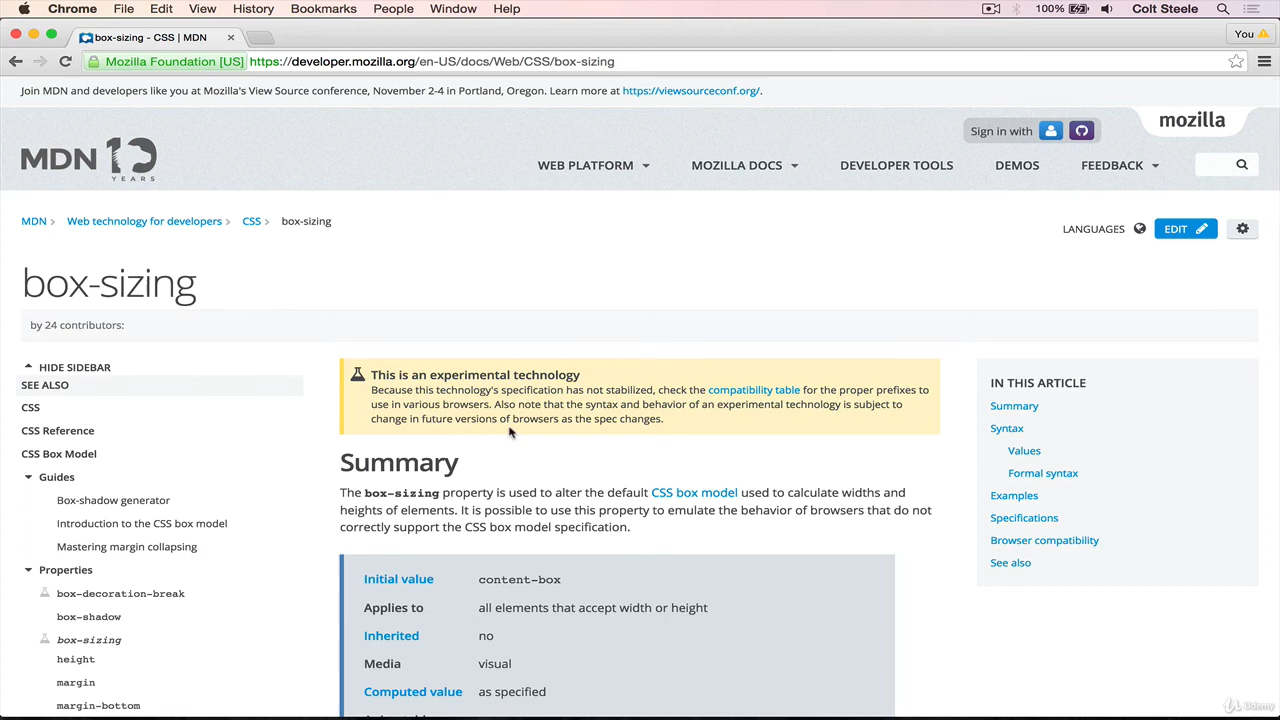 Chrome File Edit View History Bookmarks People Window Help 100% Colt Steele
box-sizing - CSS | MDN You
Mozilla Foundation [US] https://developer.mozilla.org/en-US/docs/Web/CSS/box-sizing
Join MDN and developers like you at Mozilla's View Source conference, November 2-4 in Portland, Oregon. Learn more at https://viewsourceconf.org/.
mozilla
Sign in with
MDN 10 YEARS
WEB PLATFORM MOZILLA DOCS DEVELOPER TOOLS DEMOS FEEDBACK
MDN Web technology for developers CSS box-sizing
LANGUAGES EDIT
box-sizing
by 24 contributors:
HIDE SIDEBAR
SEE ALSO
CSS
CSS Reference
CSS Box Model
Guides
Box-shadow generator
Introduction to the CSS box model
Mastering margin collapsing
Properties
box-decoration-break
box-shadow
box-sizing
height
margin
margin-bottom
This is an experimental technology
Because this technology's specification has not stabilized, check the compatibility table for the proper prefixes to
use in various browsers. Also note that the syntax and behavior of an experimental technology is subject to
change in future versions of browsers as the spec changes.
Summary
The box-sizing property is used to alter the default CSS box model used to calculate widths and
heights of elements. It is possible to use this property to emulate the behavior of browsers that do not
correctly support the CSS box model specification.
Initial value content-box
Applies to all elements that accept width or height
Inherited no
Media visual
Computed value as specified
IN THIS ARTICLE
Summary
Syntax
Values
Formal syntax
Examples
Specifications
Browser compatibility
See also
Udemy